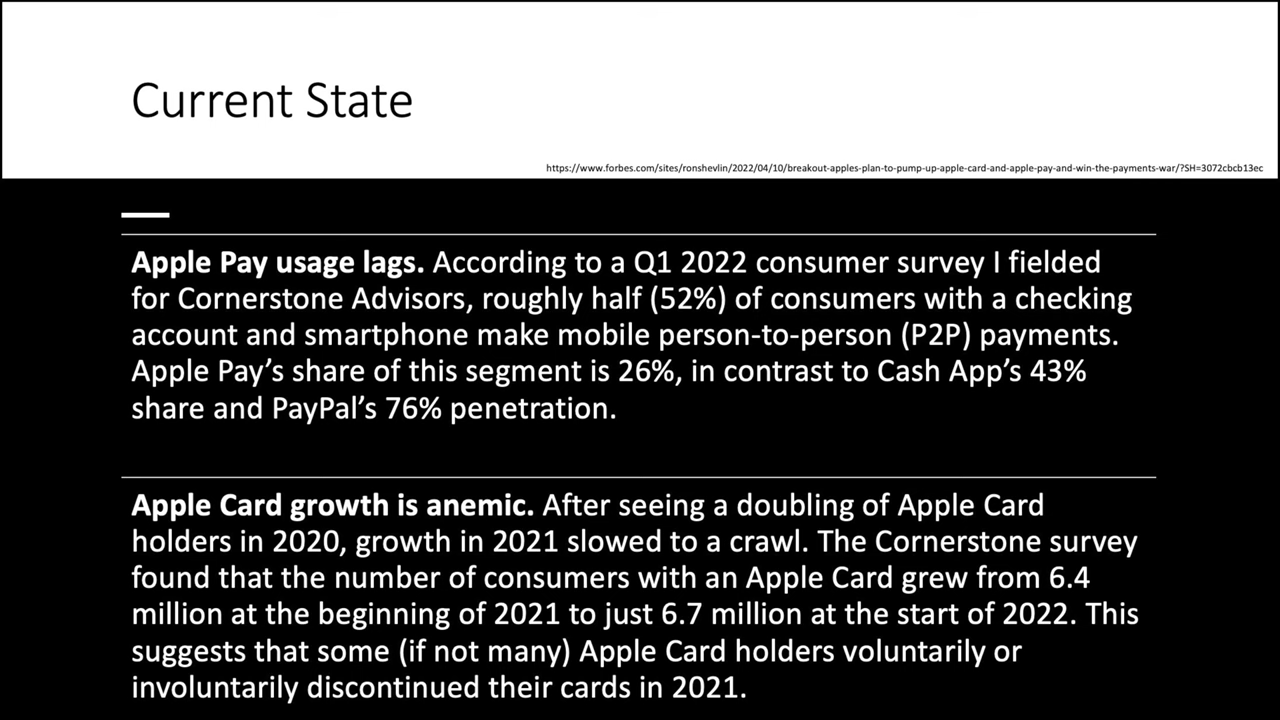 Current State
https://www.forbes.com/sites/ronshevlin/2022/04/10/breakout-apples-plan-to-pump-up-apple-card-and-apple-pay-and-win-the-payments-war/?SH=3072cbcb13ec
Apple Pay usage lags. According to a Q1 2022 consumer survey I fielded
for Cornerstone Advisors, roughly half (52%) of consumers with a checking
account and smartphone make mobile person-to-person (P2P) payments.
Apple Pay’s share of this segment is 26%, in contrast to Cash App’s 43%
share and PayPal’s 76% penetration.
Apple Card growth is anemic. After seeing a doubling of Apple Card
holders in 2020, growth in 2021 slowed to a crawl. The Cornerstone survey
found that the number of consumers with an Apple Card grew from 6.4
million at the beginning of 2021 to just 6.7 million at the start of 2022. This
suggests that some (if not many) Apple Card holders voluntarily or
involuntarily discontinued their cards in 2021.